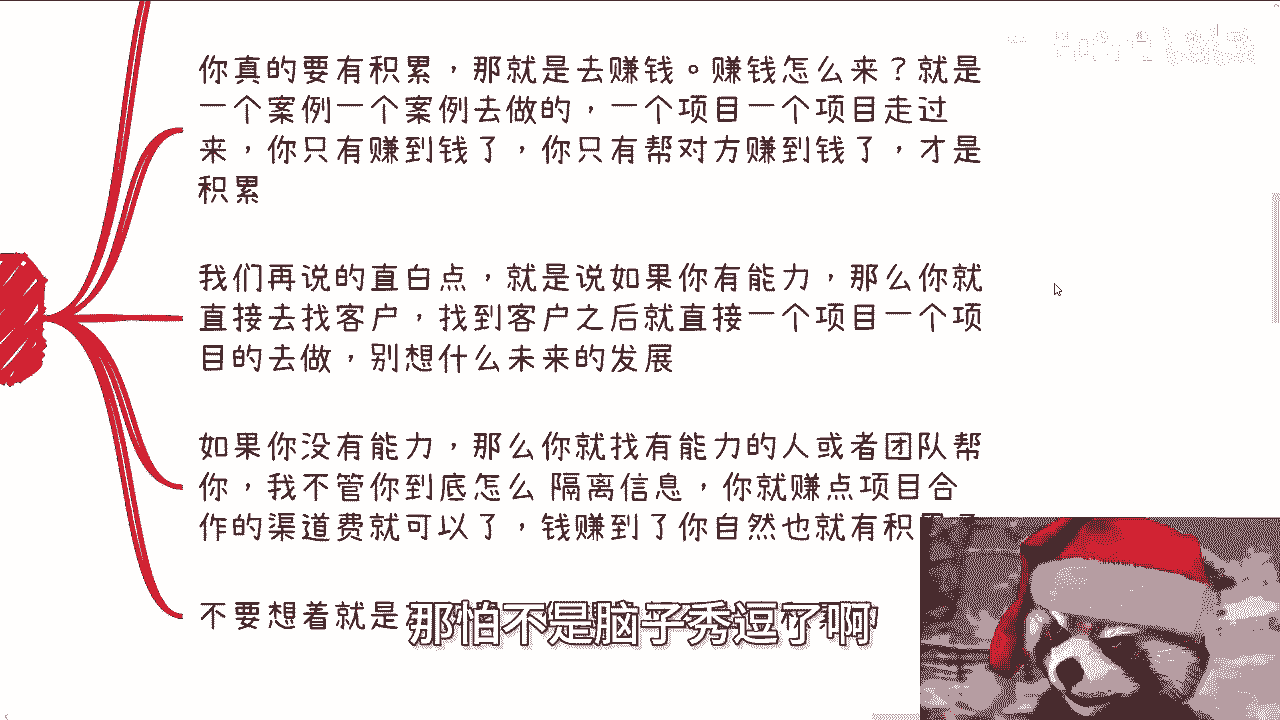 你真的要有积累，那就是去赚钱。赚钱怎么来？就是
一个案例一个案例去做的，一个项目一个项目走过
来，你只有赚到钱了，你只有帮对方赚到钱了，才是
积累
我们再说的直白点，就是说如果你有能力，那么你就
直接去找客户，找到客户之后就直接一个项目一个项
目的去做，别想什么未来的发展
如果你没有能力，那么你就找有能力的人或者团队帮
你，我不管你到底怎么 隔离信息，你就赚点项目合
作的渠道费就可以了，钱赚到了你自然也就有积
不要想着就是
那怕不是脑子秀逗了啊